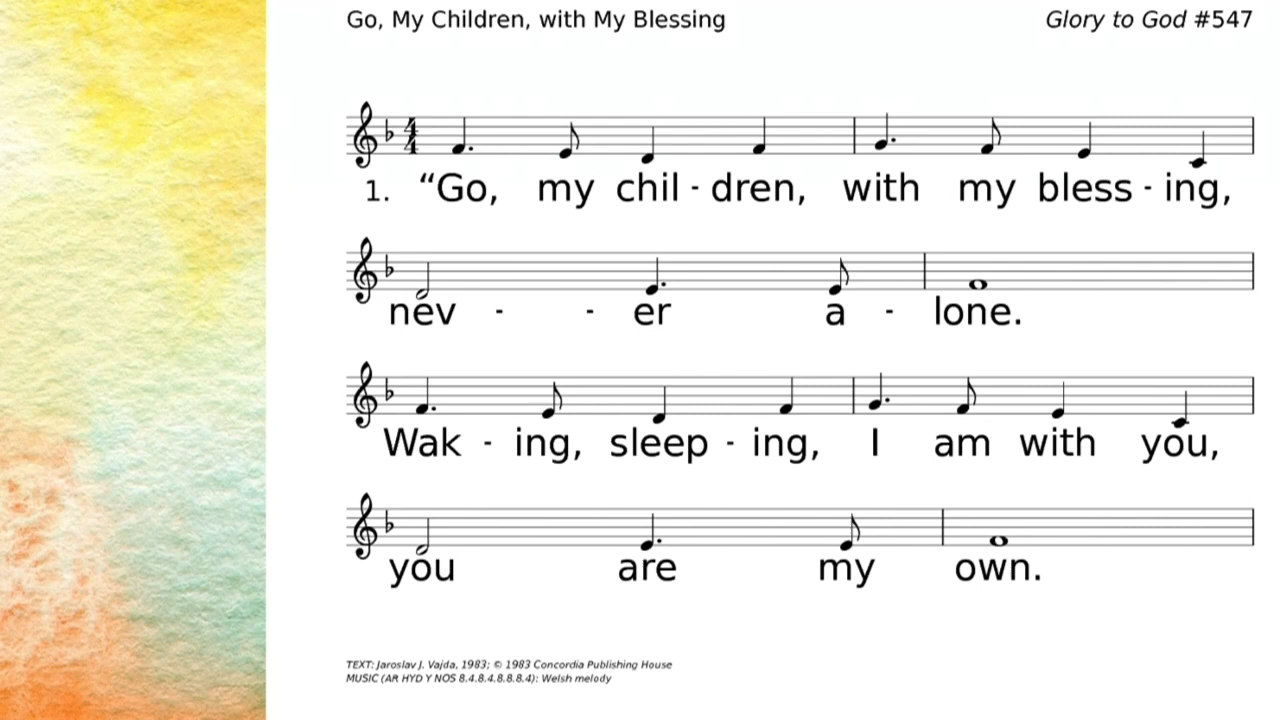 Go, My Children, with My Blessing
Glory to God #547
1. “Go, my chil - dren, with my bless - ing,
nev - - er a - lone.
Wak - ing, sleep - ing, I am with you,
you are my own.
TEXT: Jaroslav J. Vajda, 1983; © 1983 Concordia Publishing House
MUSIC (AR HYD Y NOS 8.4.8.4.8.8.8.4): Welsh melody